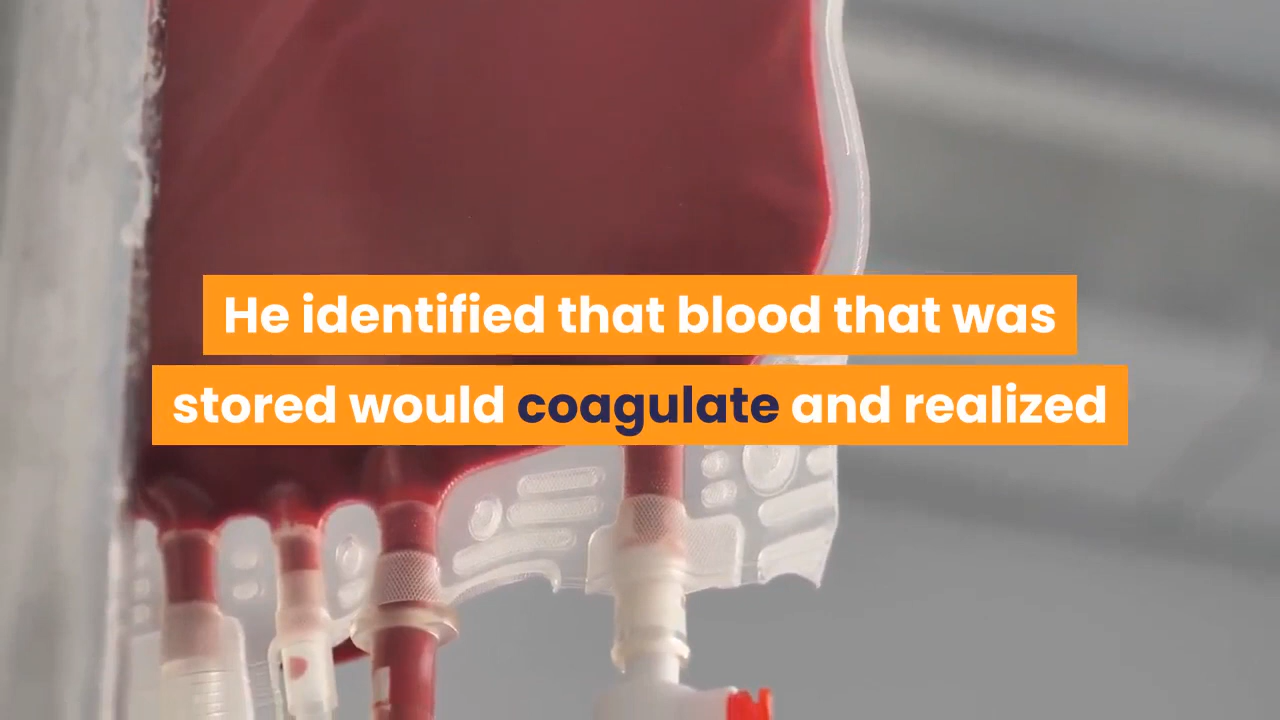 He identified that blood that was
stored would coagulate and realized